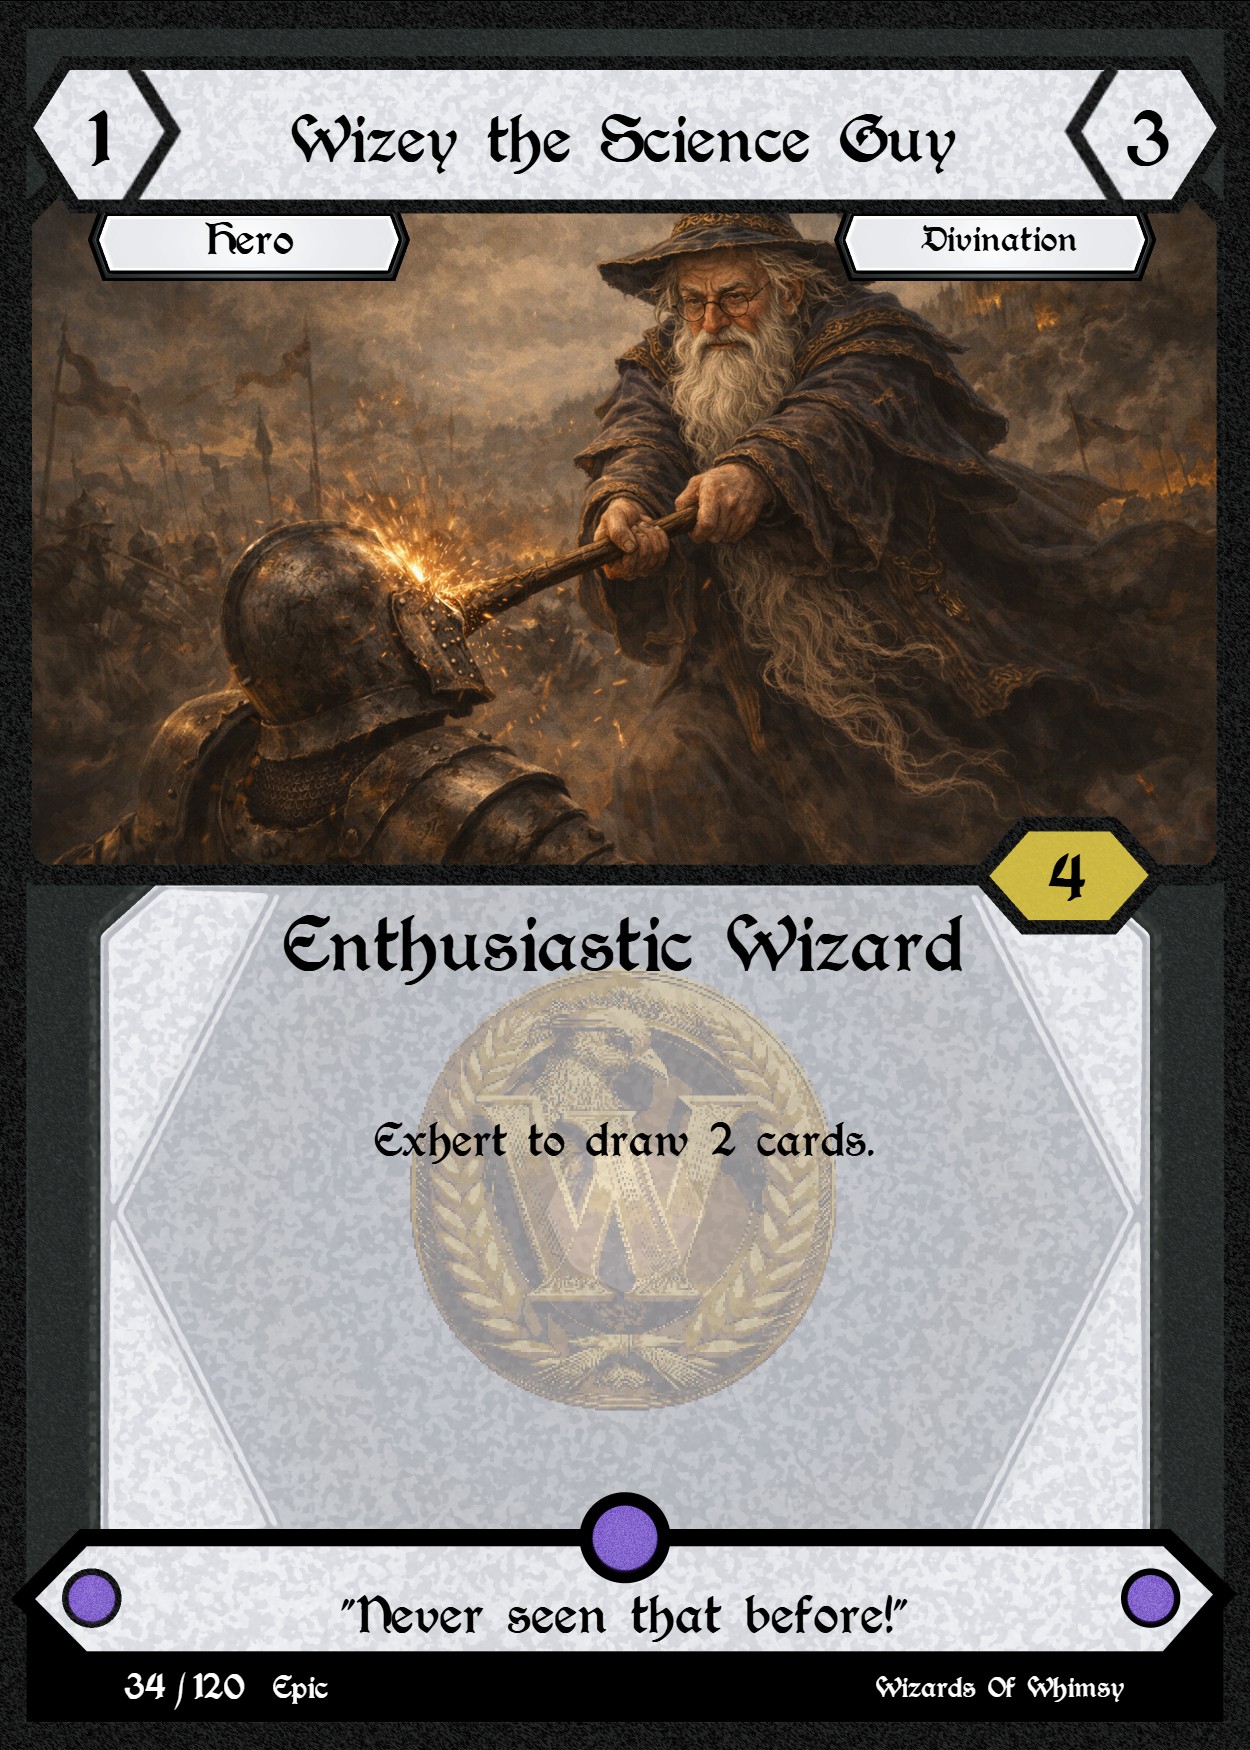 1 Wizey the Science Guy 3
Hero Divination
4
Enthusiastic Wizard
Exhert to draw 2 cards.
W
"Never seen that before!"
34 / 120 Epic Wizards Of Whimsy